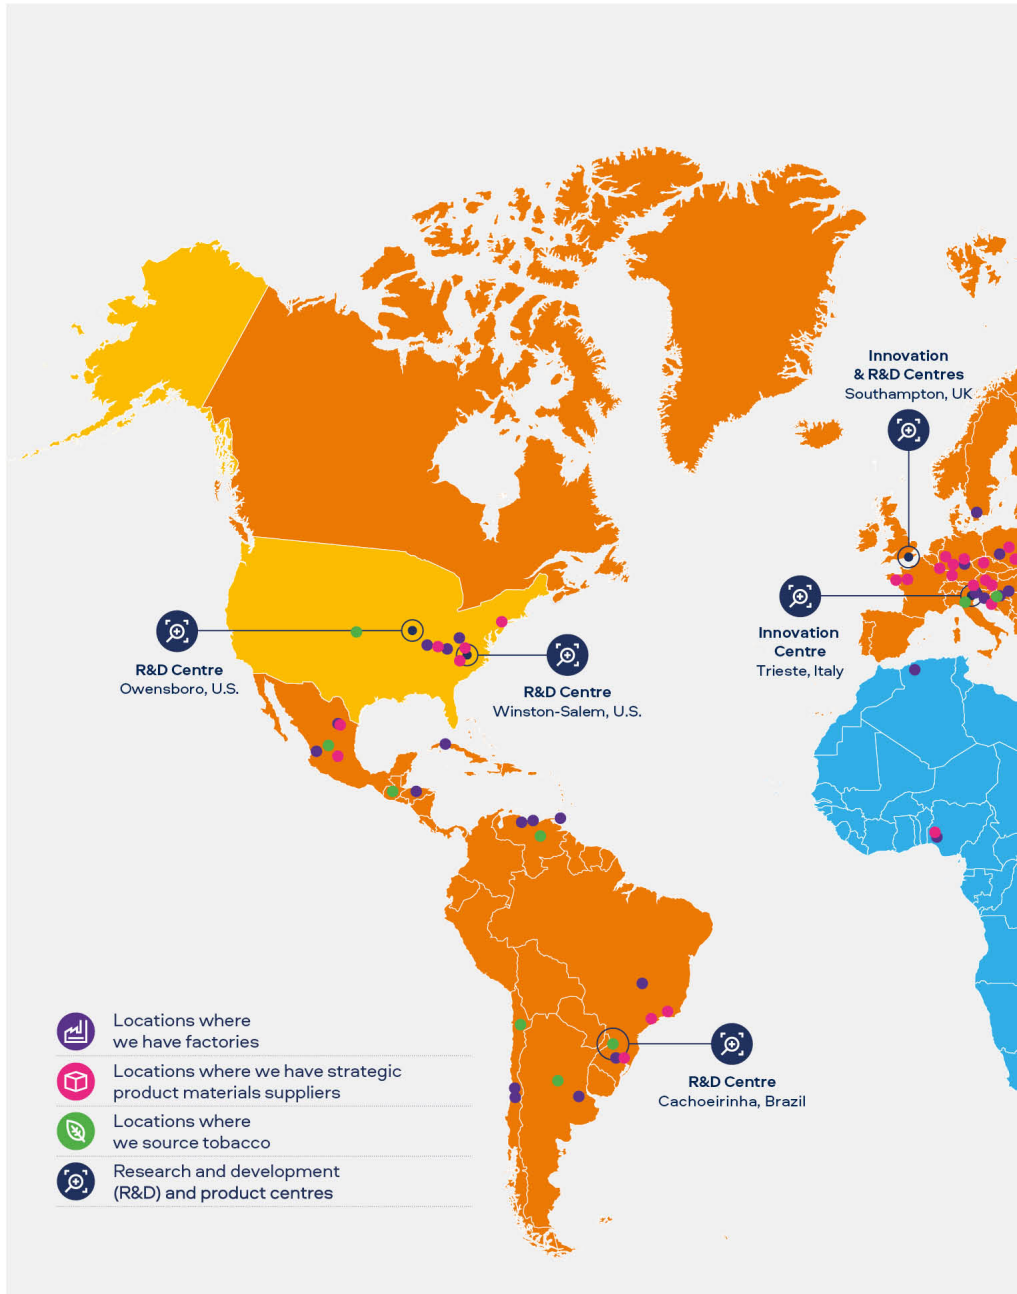 Innovation
& R&D Centres
Southampton, UK
Innovation
Centre
Trieste, Italy
R&D Centre
Owensboro, U.S.
R&D Centre
Winston-Salem, U.S.
R&D Centre
Cachoeirinha, Brazil
Locations where
we have factories
Locations where we have strategic
product materials suppliers
Locations where
we source tobacco
Research and development
(R&D) and product centres